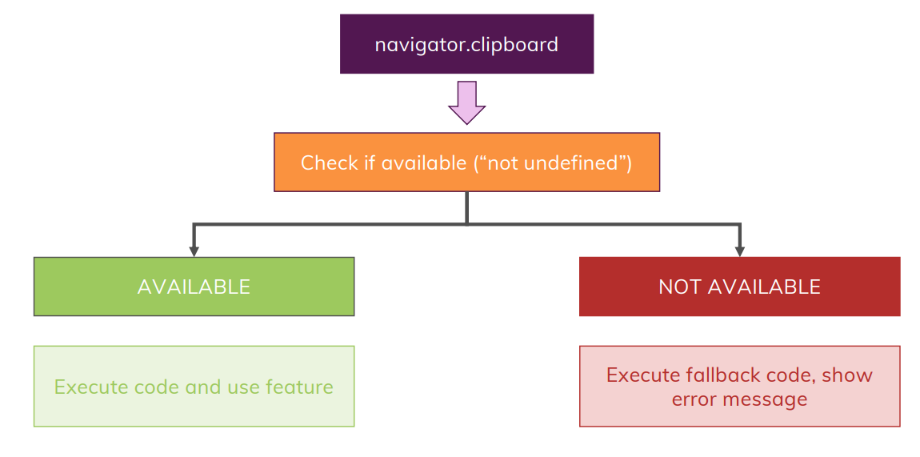 navigator.clipboard
Check if available (“not undefined”)
AVAILABLE
NOT AVAILABLE
Execute code and use feature
Execute fallback code, show
error message